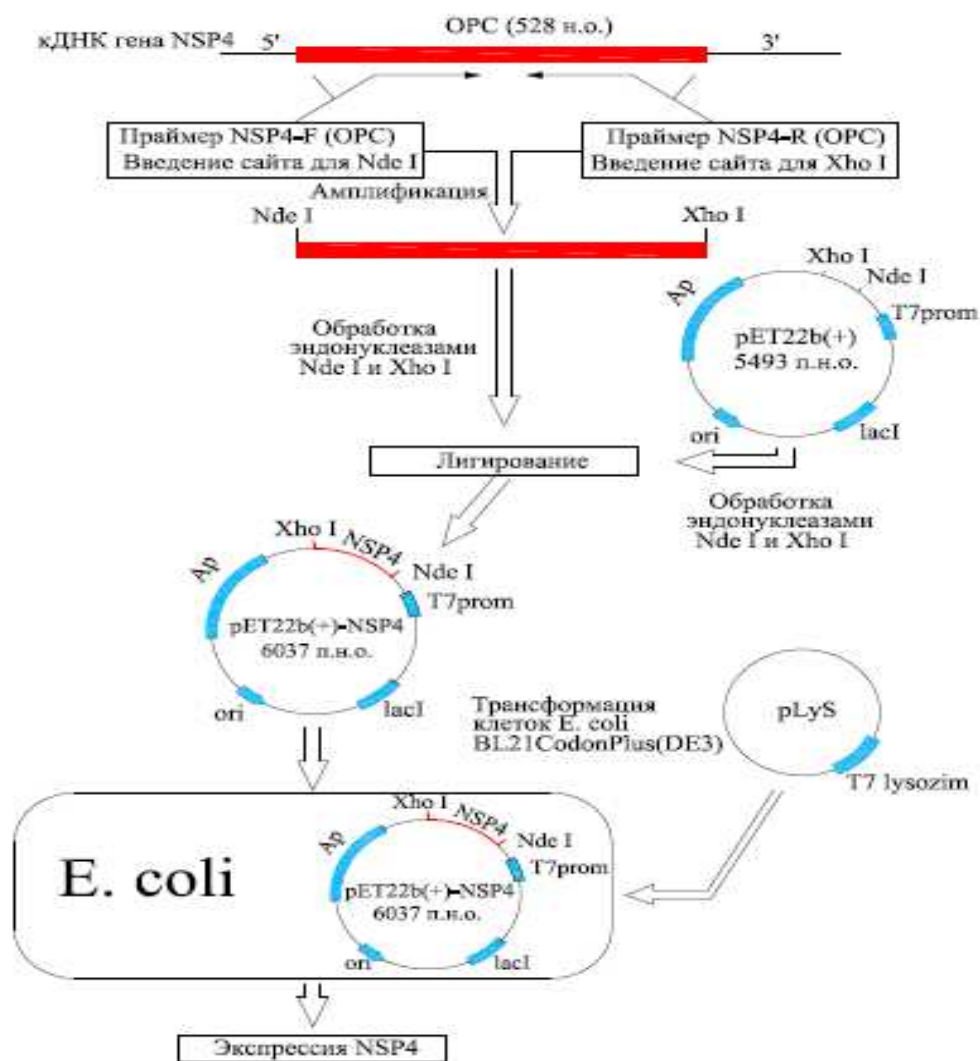 ОРС (528 н.о.)
кДНК гена NSP4
5'
3'
Праймер NSP4-F (ОРС)
Введение сайта для Nde I
Праймер NSP4-R (ОРС)
Введение сайта для Xho I
Амплификация
Nde I
Xho I
Xho I
Nde I
Ap
T7prom
pET22b(+)
5493 п.н.о.
ori
lacI
Обработка
эндонуклеазами
Nde I и Xho I
Лигирование
Обработка
эндонуклеазами
Nde I и Xho I
Xho I
NSP4
Nde I
Ap
T7prom
pET22b(+)-NSP4
6037 п.н.о.
ori
lacI
Трансформация
клеток E. coli
BL21CodonPlus(DE3)
pLyS
T7 lysozim
E. coli
Xho I
NSP4
Nde I
Ap
T7prom
pET22b(+)-NSP4
6037 п.н.о.
ori
lacI
Экспрессия NSP4